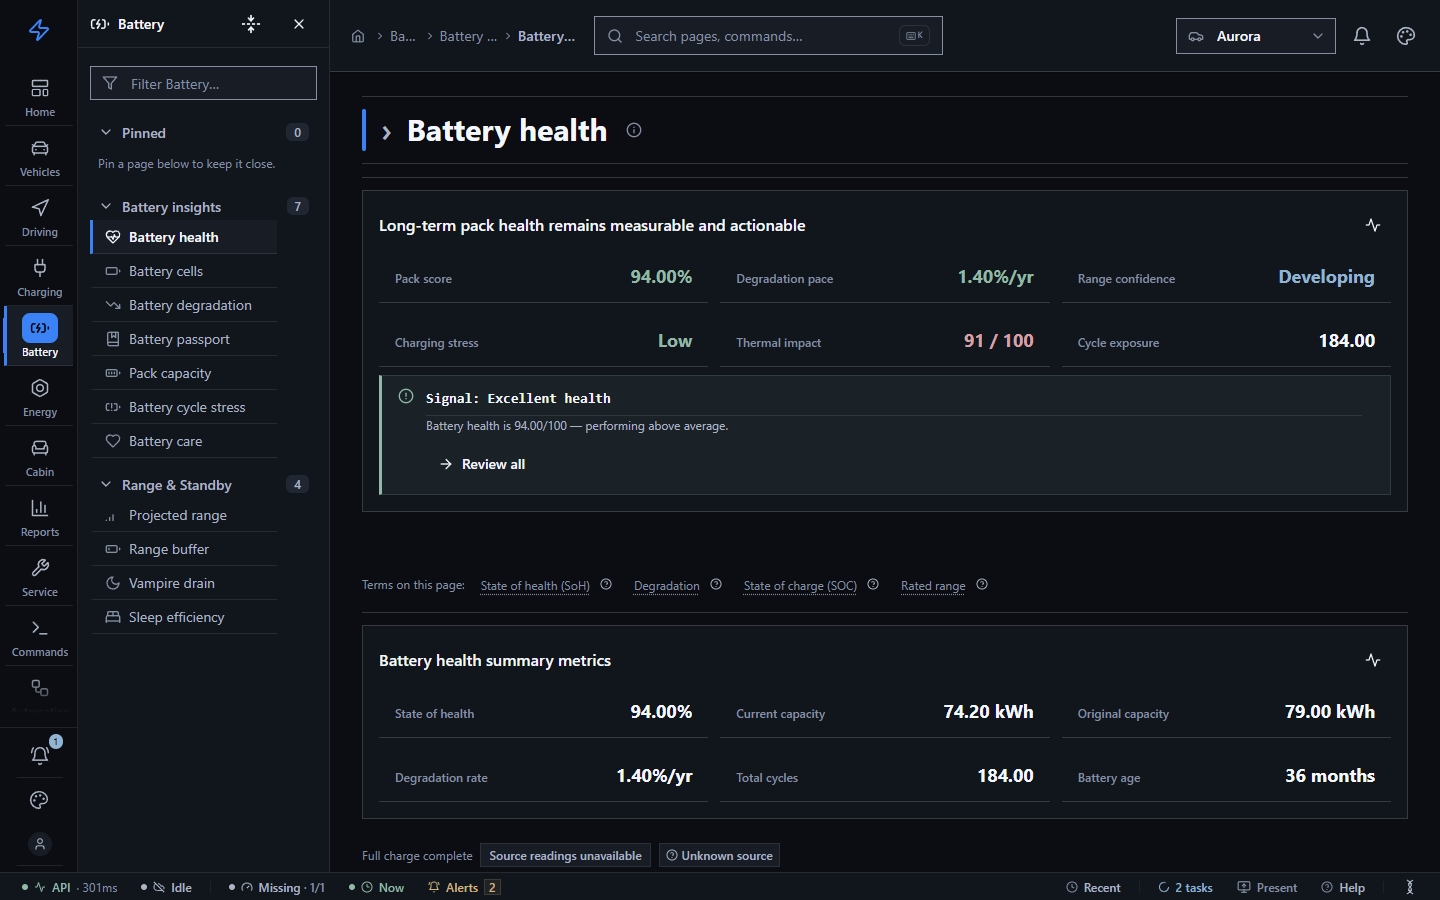 Battery
Ba...
Battery ...
Battery...
Search pages, commands...
K
Aurora
Filter Battery...
Home
Vehicles
Driving
Charging
Battery
Energy
Cabin
Reports
Service
Commands
1
Pinned
0
Pin a page below to keep it close.
Battery insights
7
Battery health
Battery cells
Battery degradation
Battery passport
Pack capacity
Battery cycle stress
Battery care
Range & Standby
4
Projected range
Range buffer
Vampire drain
Sleep efficiency
Battery health
Long-term pack health remains measurable and actionable
Pack score 94.00%
Degradation pace 1.40%/yr
Range confidence Developing
Charging stress Low
Thermal impact 91 / 100
Cycle exposure 184.00
Signal: Excellent health
Battery health is 94.00/100 — performing above average.
Review all
Terms on this page: State of health (SoH) Degradation State of charge (SOC) Rated range
Battery health summary metrics
State of health 94.00%
Current capacity 74.20 kWh
Original capacity 79.00 kWh
Degradation rate 1.40%/yr
Total cycles 184.00
Battery age 36 months
Full charge complete Source readings unavailable Unknown source
API · 301ms Idle Missing · 1/1 Now Alerts 2 Recent 2 tasks Present Help